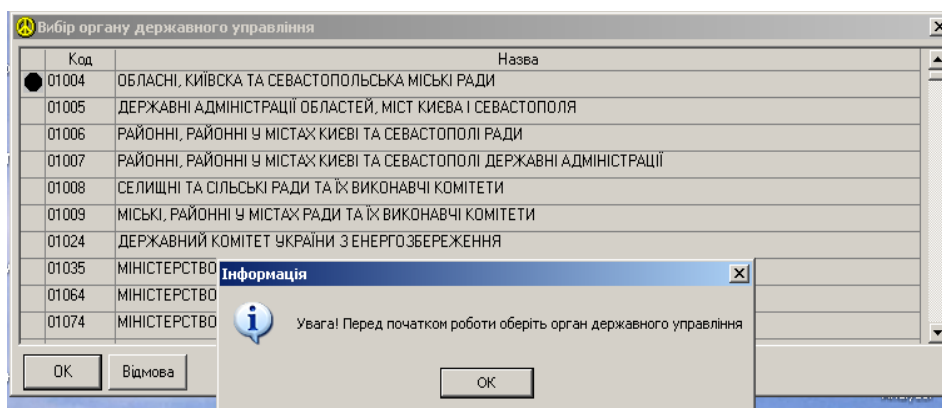 Вибір органу державного управління
Код Назва
01004 ОБЛАСНІ, КИЇВСКА ТА СЕВАСТОПОЛЬСЬКА МІСЬКІ РАДИ
01005 ДЕРЖАВНІ АДМІНІСТРАЦІЇ ОБЛАСТЕЙ, МІСТ КИЄВА І СЕВАСТОПОЛЯ
01006 РАЙОННІ, РАЙОННІ У МІСТАХ КИЄВІ ТА СЕВАСТОПОЛІ РАДИ
01007 РАЙОННІ, РАЙОННІ У МІСТАХ КИЄВІ ТА СЕВАСТОПОЛІ ДЕРЖАВНІ АДМІНІСТРАЦІЇ
01008 СЕЛИЩНІ ТА СІЛЬСЬКІ РАДИ ТА ЇХ ВИКОНАВЧІ КОМІТЕТИ
01009 МІСЬКІ, РАЙОННІ У МІСТАХ РАДИ ТА ЇХ ВИКОНАВЧІ КОМІТЕТИ
01024 ДЕРЖАВНИЙ КОМІТЕТ УКРАЇНИ З ЕНЕРГОЗБЕРЕЖЕННЯ
01035 МІНІСТЕРСТВО
01064 МІНІСТЕРСТВО
01074 МІНІСТЕРСТВО
Інформація
Увага! Перед початком роботи оберіть орган державного управління
OK
OK Відмова